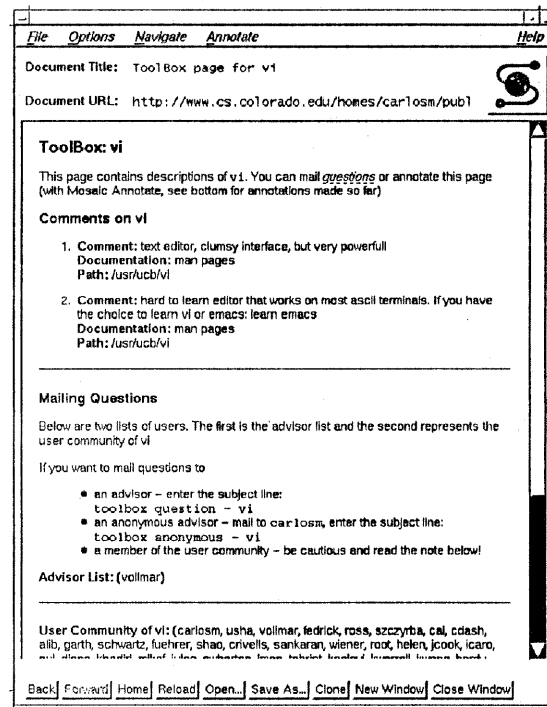 File Options Navigate Annotate Help
Document Title: ToolBox page for vi
Document URL: http://www.cs.colorado.edu/homes/carlosm/publ
ToolBox: vi
This page contains descriptions of vi. You can mail questions or annotate this page
(with Mosaic Annotate, see bottom for annotations made so far)
Comments on vi
1. Comment: text editor, clumsy interface, but very powerfull
Documentation: man pages
Path: /usr/ucb/vi
2. Comment: hard to learn editor that works on most ascii terminals. If you have
the choice to learn vi or emacs: learn emacs
Documentation: man pages
Path: /usr/ucb/vi
Mailing Questions
Below are two lists of users. The first is the advisor list and the second represents the
user community of vi
If you want to mail questions to
• an advisor – enter the subject line:
toolbox question - vi
• an anonymous advisor – mail to carlosm, enter the subject line:
toolbox anonymous - vi
• a member of the user community – be cautious and read the note below!
Advisor List: (vollmar)
User Community of vi: (carlosm, usha, vollmar, fedrick, ross, szczyrba, cal, cdash,
alib, garth, schwartz, fuehrer, shao, crivells, sankaran, wiener, root, helen, jcook, icaro,
Back Forward Home Reload Open... Save As... Clone New Window Close Window